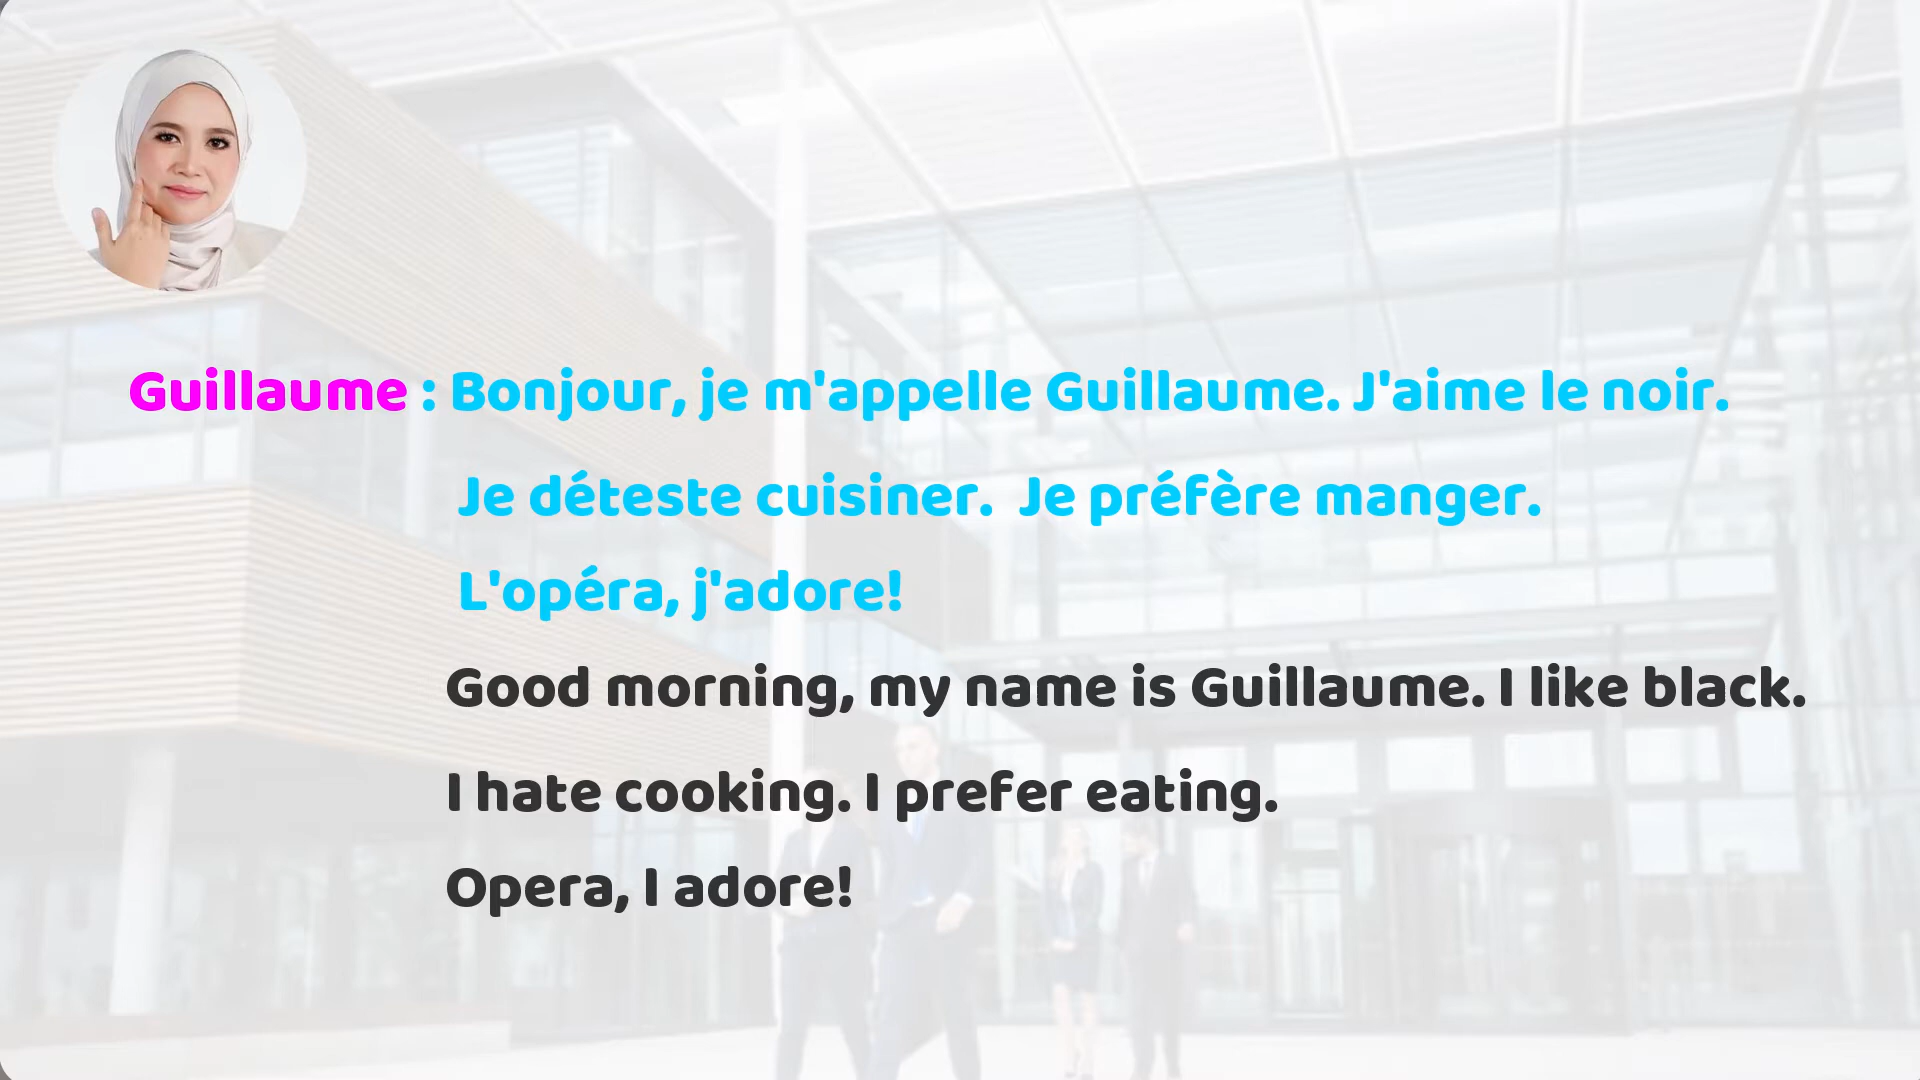 Guillaume : Bonjour, je m'appelle Guillaume. J'aime le noir.
Je déteste cuisiner. Je préfère manger.
L'opéra, j'adore!
Good morning, my name is Guillaume. I like black.
I hate cooking. I prefer eating.
Opera, I adore!